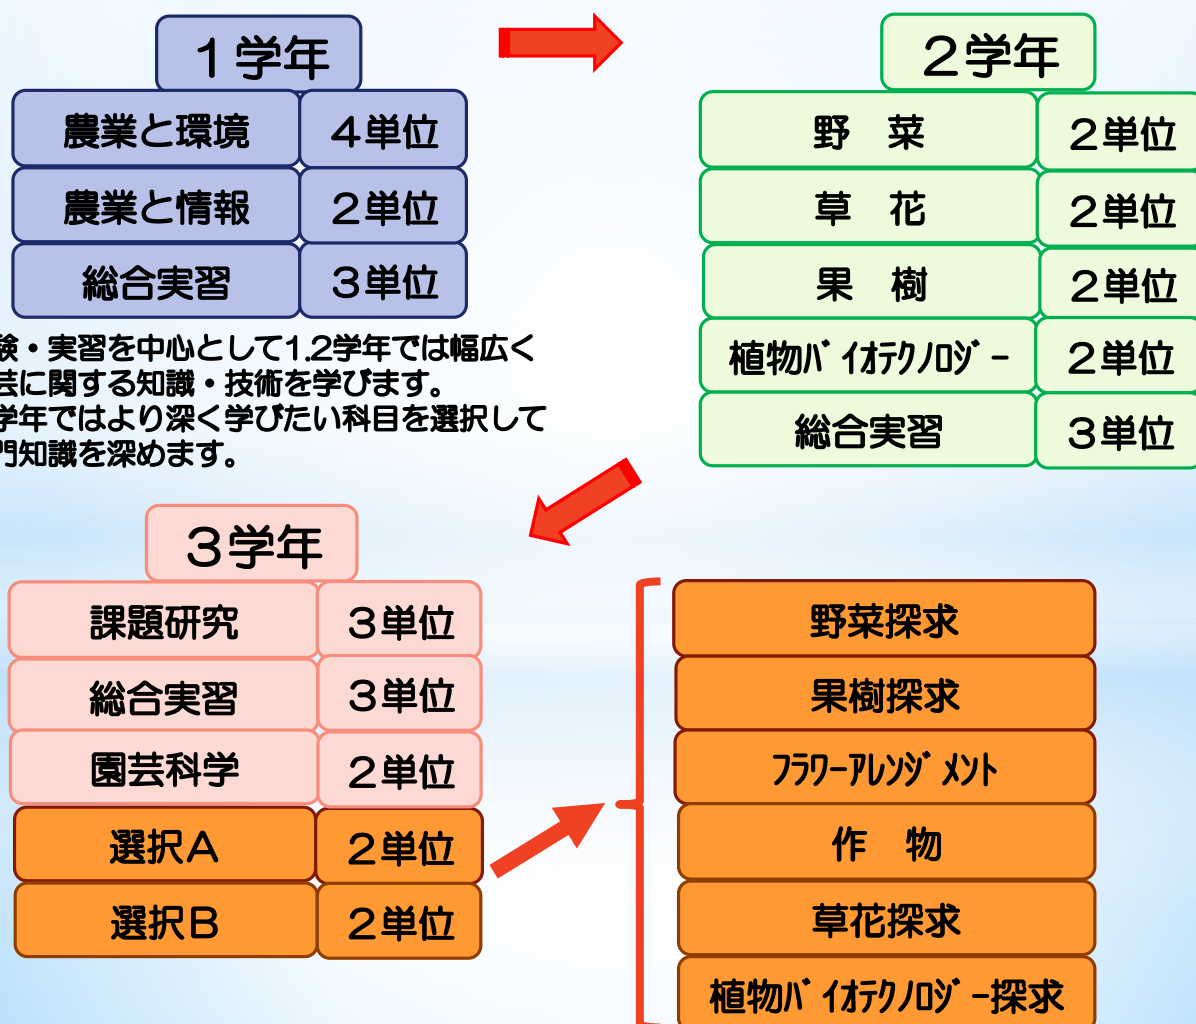 １学年
農業と環境 ４単位
農業と情報 ２単位
総合実習 ３単位
験・実習を中心として1.2学年では幅広く
芸に関する知識・技術を学びます。
学年ではより深く学びたい科目を選択して
門知識を深めます。
２学年
野　菜 ２単位
草　花 ２単位
果　樹 ２単位
植物ﾊﾞｲｵﾃｸﾉﾛｼﾞｰ ２単位
総合実習 ３単位
３学年
課題研究 ３単位
総合実習 ３単位
園芸科学 ２単位
選択Ａ ２単位
選択Ｂ ２単位
野菜探求
果樹探求
ﾌﾗﾜｰｱﾚﾝｼﾞﾒﾝﾄ
作　物
草花探求
植物ﾊﾞｲｵﾃｸﾉﾛｼﾞｰ探求